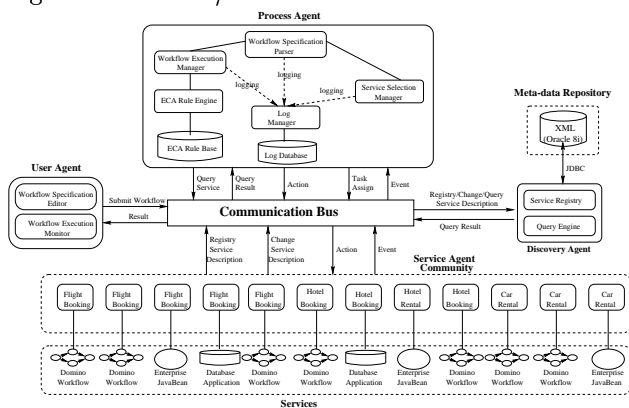 Process Agent
Workflow Specification
Parser
Workflow Execution
Manager
logging
logging
logging
Service Selection
Manager
ECA Rule Engine
Log
Manager
ECA Rule Base
Log Database
Meta-data Repository
XML
(Oracle 8i)
JDBC
User Agent
Workflow Specification
Editor
Workflow Execution
Monitor
Submit Workflow
Result
Query
Service
Query
Result
Action
Task
Assign
Event
Communication Bus
Registry/Change/Query
Service Description
Query Result
Service Registry
Query Engine
Discovery Agent
Registry
Service
Description
Change
Service
Description
Action
Event
Service Agent
Community
Flight
Booking
Flight
Booking
Flight
Booking
Flight
Booking
Flight
Booking
Hotel
Booking
Hotel
Booking
Hotel
Rental
Hotel
Booking
Car
Rental
Car
Rental
Car
Rental
Domino
Workflow
Domino
Workflow
Enterprise
JavaBean
Database
Application
Domino
Workflow
Domino
Workflow
Database
Application
Enterprise
JavaBean
Domino
Workflow
Domino
Workflow
Domino
Workflow
Enterprise
JavaBean
Services